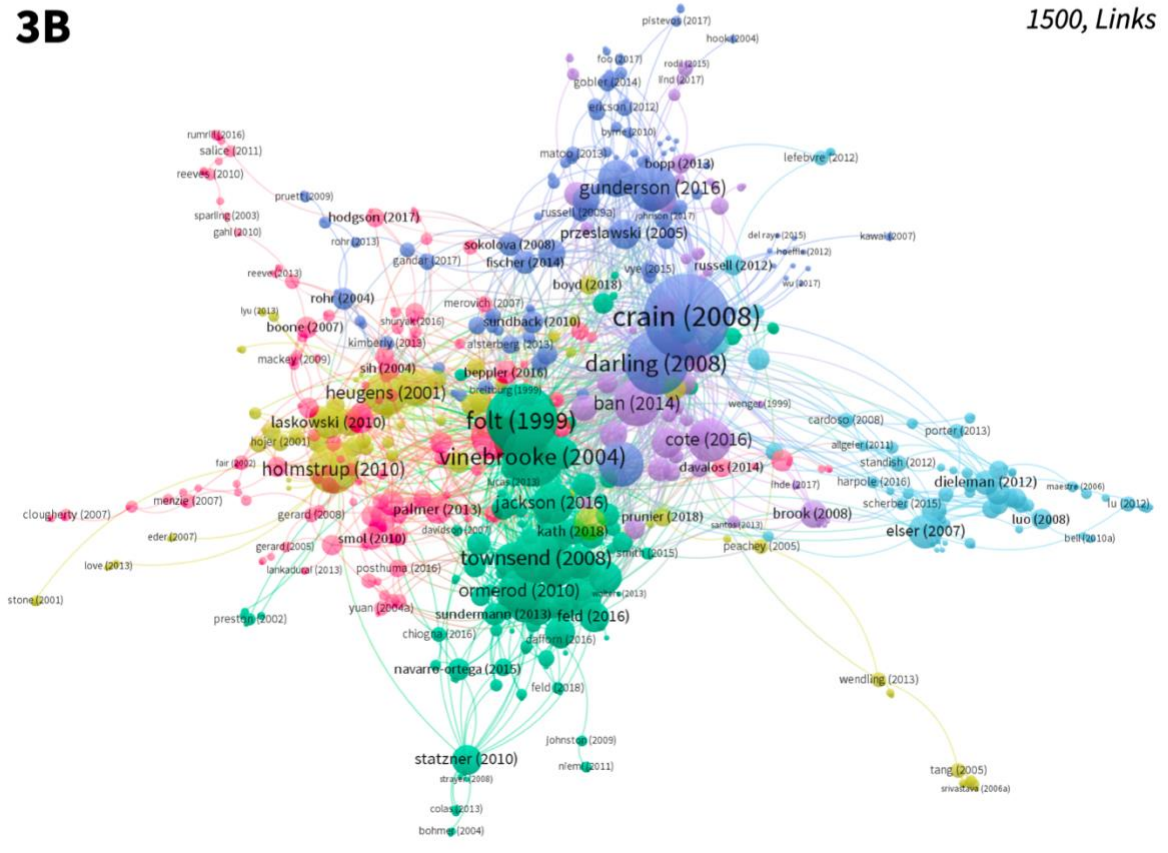 3B
1500, Links
pistevos (2017)
hook (2004)
foo (2017)
rodil (2015)
lind (2017)
gobler (2014)
ericson (2012)
byrne (2010)
rumrill (2016)
salice (2011)
matoo (2013)
bopp (2013)
lefebvre (2012)
reeves (2010)
gunderson (2016)
pruett (2009)
sparling (2003)
hodgson (2017)
russell (2009a)
johnson (2017)
gahl (2010)
przeslawski (2005)
del raye (2015)
kawai (2007)
rohr (2013)
sokolova (2008)
hoeffle (2012)
gandar (2017)
fischer (2014)
vye (2015)
russell (2012)
reeve (2013)
boyd (2018)
wu (2017)
rohr (2004)
merovich (2007)
lyu (2013)
crain (2008)
boone (2007)
shuryak (2016)
sundback (2010)
kimberly (2013)
alsterberg (2013)
mackey (2009)
darling (2008)
sih (2004)
beppler (2016)
heugens (2001)
breitburg (1999)
ban (2014)
wenger (1999)
laskowski (2010)
folt (1999)
cardoso (2008)
porter (2013)
hojer (2001)
cote (2016)
allgeier (2011)
vinebrooke (2004)
fair (2002)
holmstrup (2010)
davalos (2014)
standish (2012)
lucas (2013)
ihde (2017)
harpole (2016)
dieleman (2012)
maestre (2006)
menzie (2007)
jackson (2016)
scherber (2015)
lu (2012)
clougherty (2007)
gerard (2008)
palmer (2013)
prunier (2018)
brook (2008)
luo (2008)
davidson (2007)
kath (2018)
santos (2013)
elser (2007)
eder (2007)
smol (2010)
bell (2010a)
gerard (2005)
peachey (2005)
townsend (2008)
smith (2015)
love (2013)
lankadurai (2013)
posthuma (2016)
stone (2001)
ormerod (2010)
yuan (2004a)
preston (2002)
sundermann (2013)
feld (2016)
chiogna (2016)
dafforn (2016)
navarro-ortega (2015)
wendling (2013)
feld (2018)
johnston (2009)
statzner (2010)
niemi (2011)
tang (2005)
strayer (2008)
srivastava (2006a)
colas (2013)
bohmer (2004)